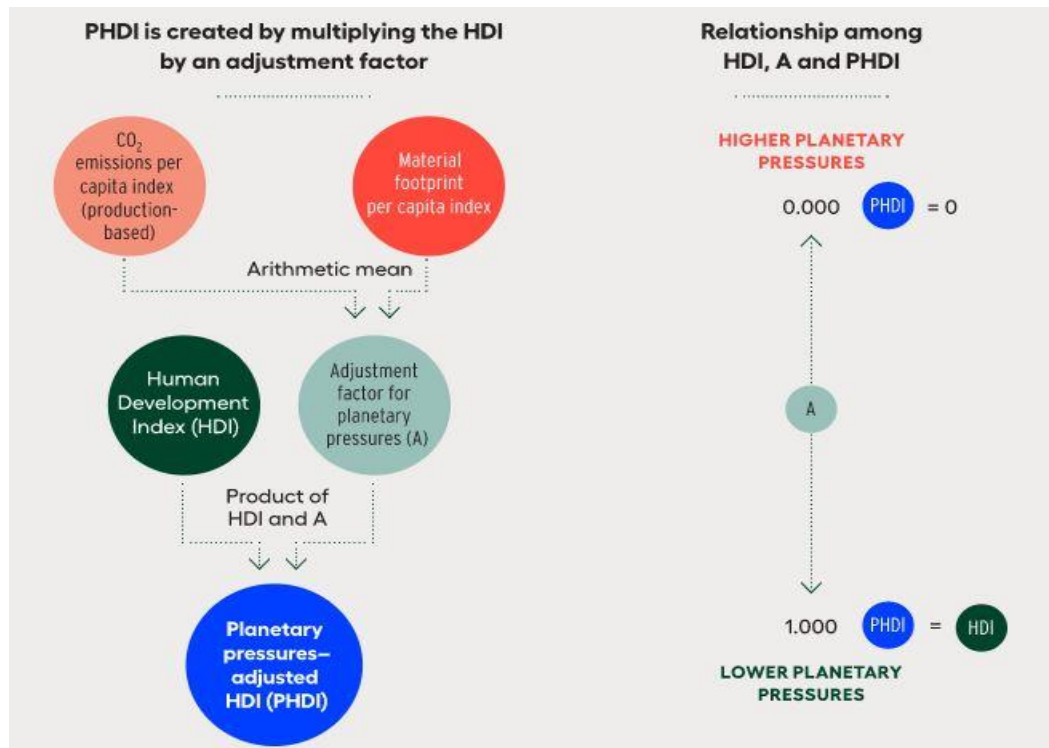 PHDI is created by multiplying the HDI
by an adjustment factor
CO₂
emissions per
capita index
(production-
based)
Material
footprint
per capita index
Arithmetic mean
Human
Development
Index (HDI)
Adjustment
factor for
planetary
pressures (A)
Product of
HDI and A
Planetary
pressures–
adjusted
HDI (PHDI)
Relationship among
HDI, A and PHDI
HIGHER PLANETARY
PRESSURES
0.000 PHDI = 0
A
1.000 PHDI = HDI
LOWER PLANETARY
PRESSURES